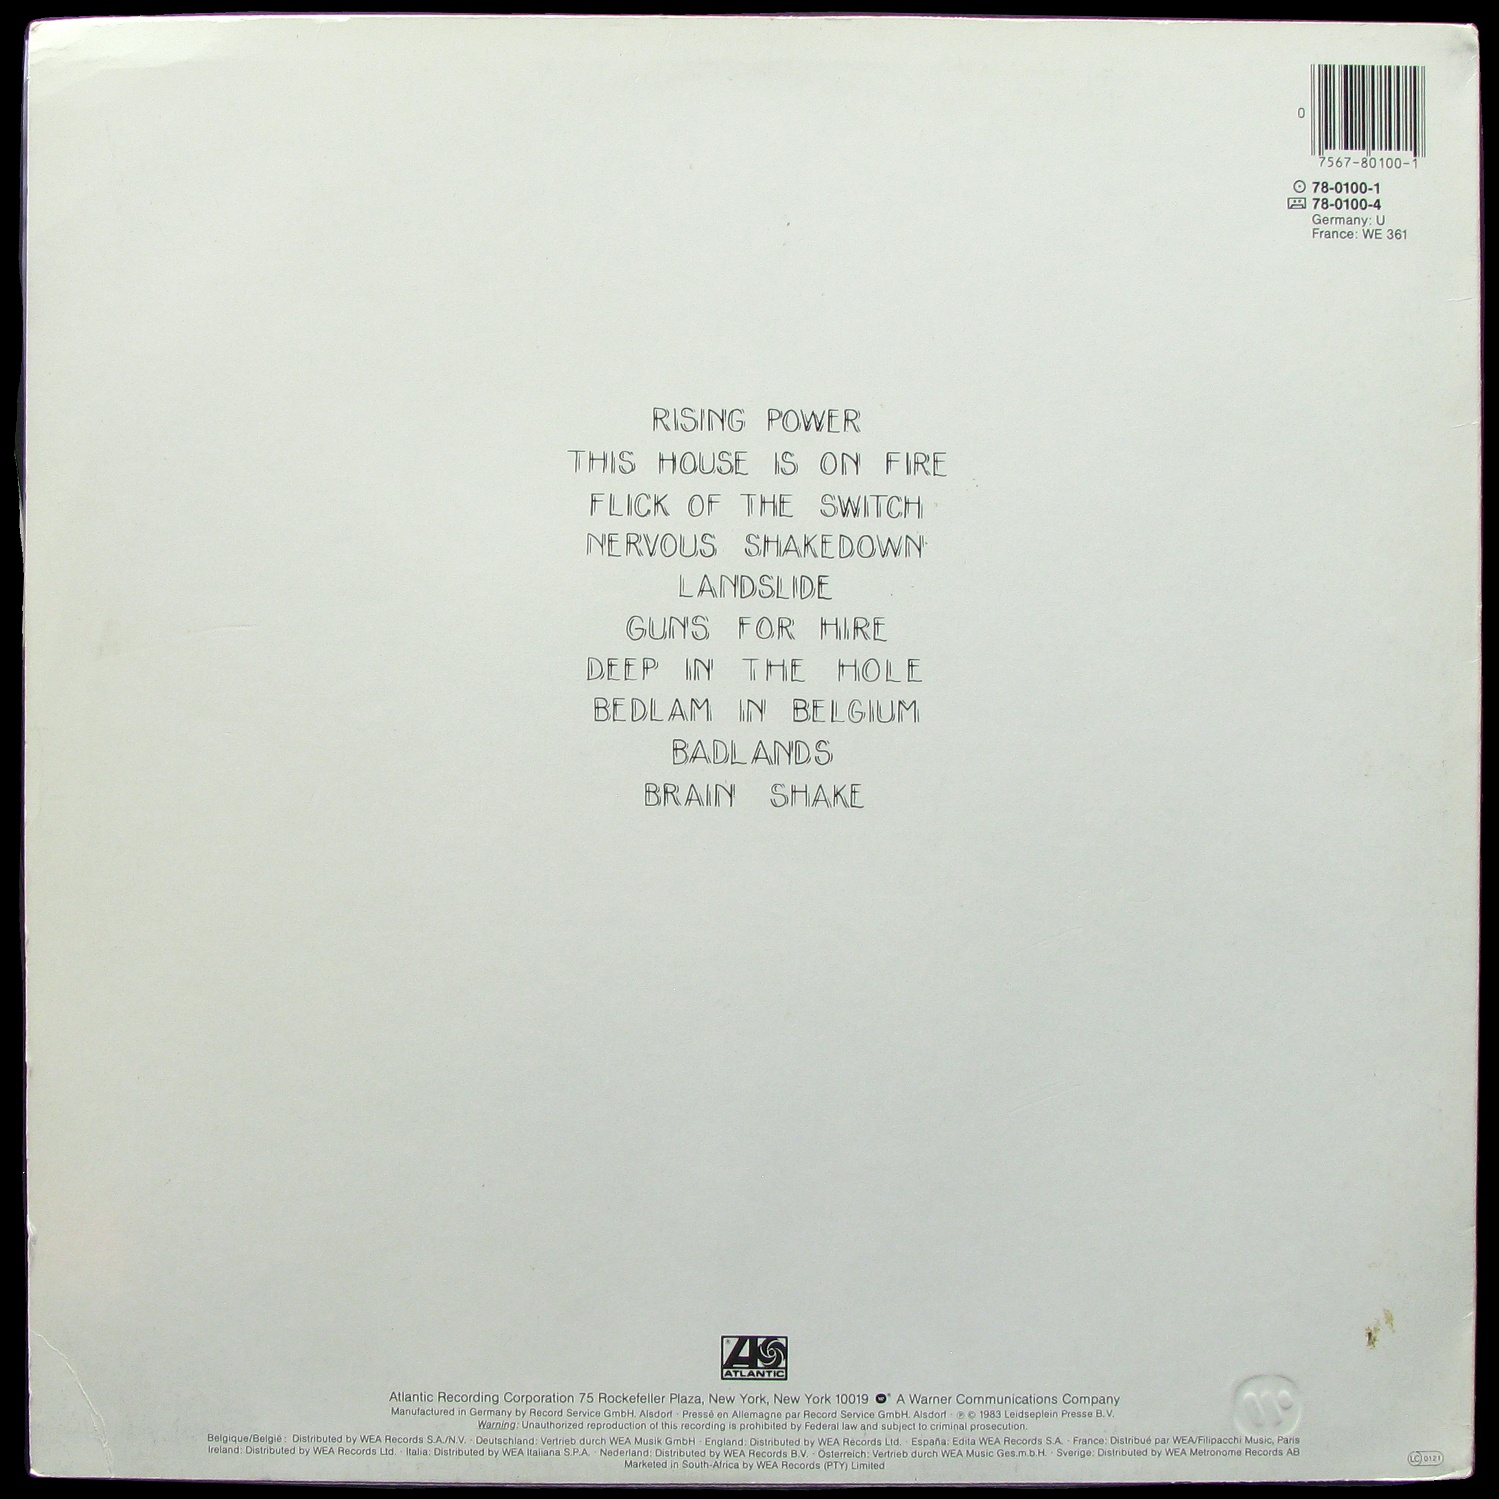 0
7567-80100-1
78-0100-1
78-0100-4
Germany: U
France: WE 361
RISING POWER
THIS HOUSE IS ON FIRE
FLICK OF THE SWITCH
NERVOUS SHAKEDOWN
LANDSLIDE
GUNS FOR HIRE
DEEP IN THE HOLE
BEDLAM IN BELGIUM
BADLANDS
BRAIN SHAKE
ATLANTIC
Atlantic Recording Corporation 75 Rockefeller Plaza, New York, New York 10019 A Warner Communications Company
Manufactured in Germany by Record Service GmbH, Alsdorf · Pressé en Allemagne par Record Service GmbH, Alsdorf · ℗ © 1983 Leidseplein Presse B.V.
Warning: Unauthorized reproduction of this recording is prohibited by Federal law and subject to criminal prosecution.
Belgique/België: Distributed by WEA Records S.A./N.V. · Deutschland: Vertrieb durch WEA Musik GmbH · England: Distributed by WEA Records Ltd. · España: Edita WEA Records S.A. · France: Distribué par WEA/Filipacchi Music, Paris
Ireland: Distributed by WEA Records Ltd. · Italia: Distributed by WEA Italiana S.P.A. · Nederland: Distributed by WEA Records B.V. · Österreich: Vertrieb durch WEA Music Ges.m.b.H. · Sverige: Distributed by WEA Metronome Records AB
Marketed in South-Africa by WEA Records (PTY) Limited
LC 0121